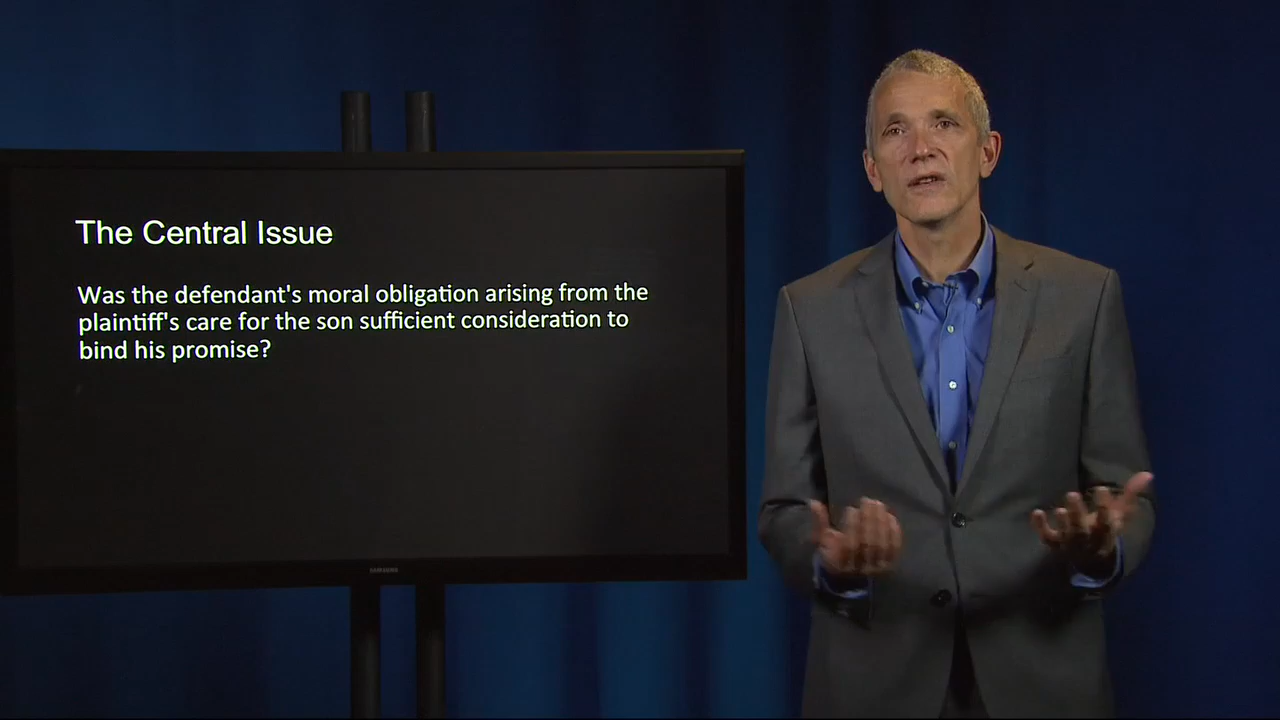 The Central Issue
Was the defendant's moral obligation arising from the
plaintiff's care for the son sufficient consideration to
bind his promise?
SAMSUNG